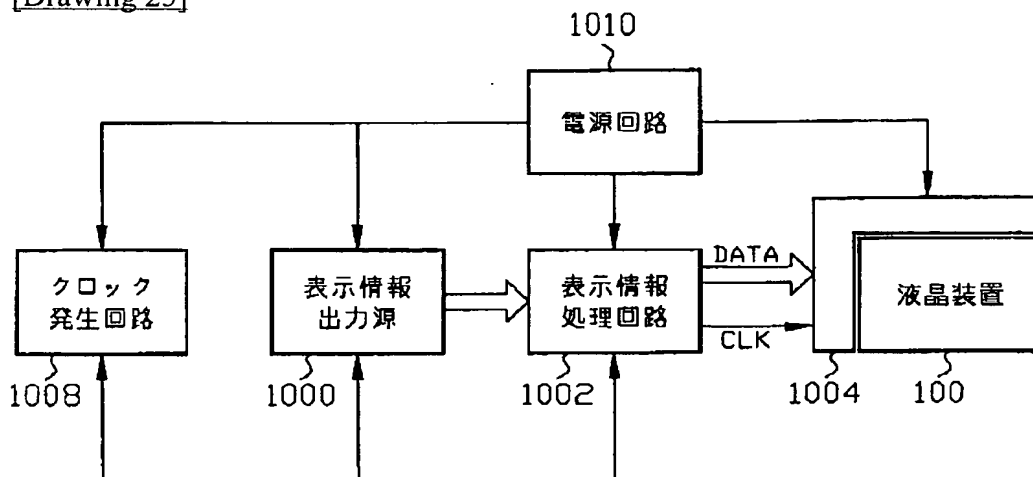 [Drawing 25]
1010
電源回路
クロック
発生回路
表示情報
出力源
表示情報
処理回路
DATA
CLK
液晶装置
1008
1000
1002
1004
100